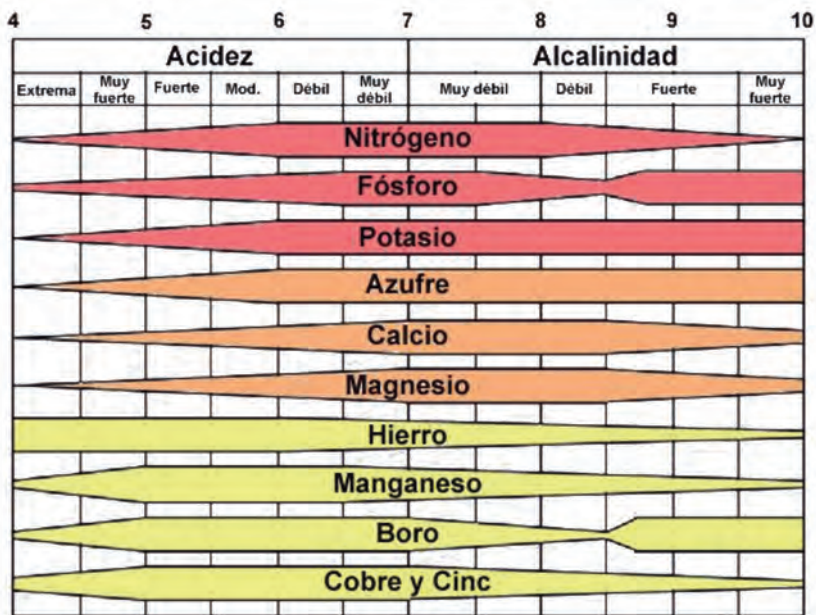 4 5 6 7 8 9 10
Acidez Alcalinidad
Extrema Muy fuerte Fuerte Mod. Débil Muy débil Muy débil Débil Fuerte Muy fuerte
Nitrógeno
Fósforo
Potasio
Azufre
Calcio
Magnesio
Hierro
Manganeso
Boro
Cobre y Cinc